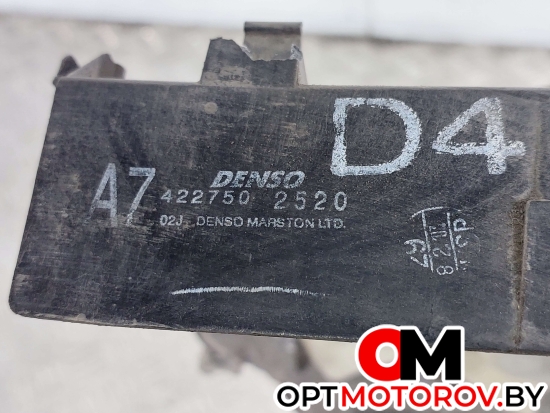 D4
DENSO
A7 422750 2520
02J DENSO MARSTON LTD.
OM
OPTMOTOROV.BY